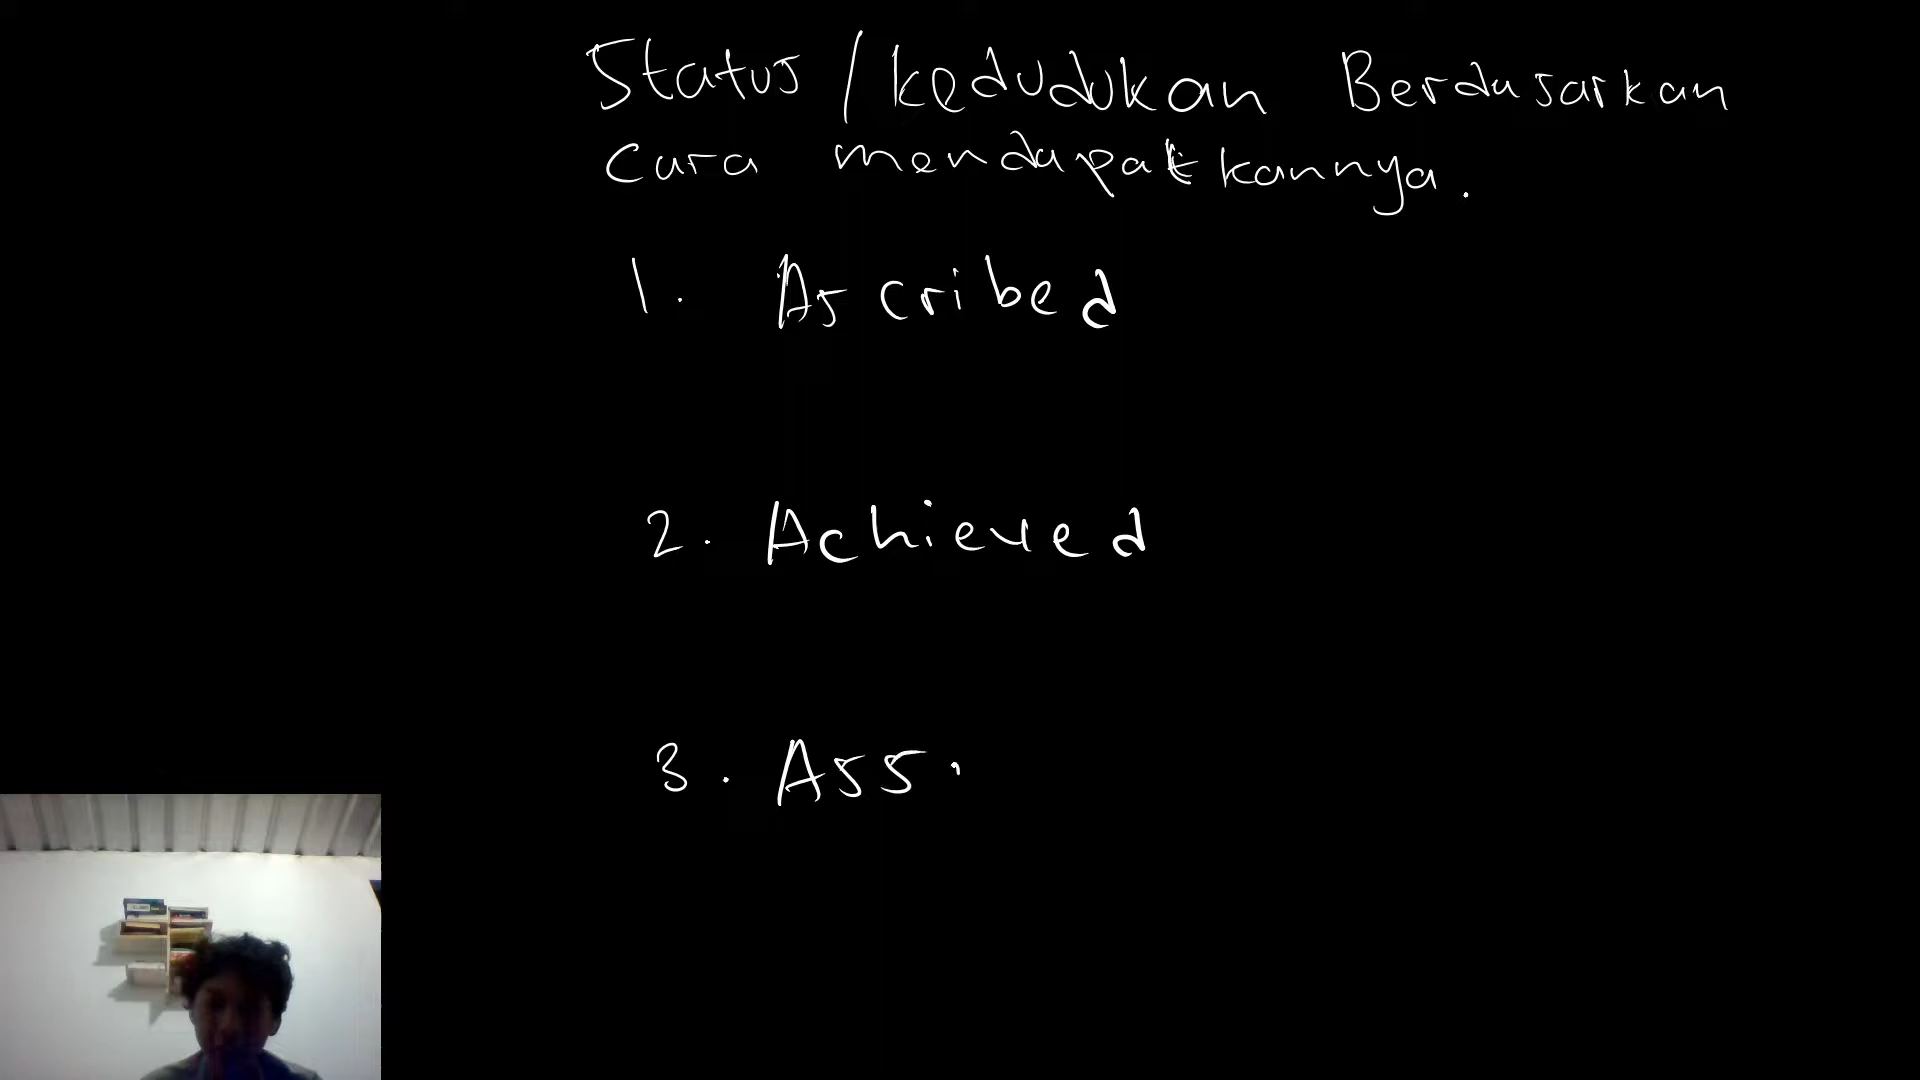 Status / Kedudukan Berdasarkan
cara mendapatkannya.
1. Ascribed
2. Achieved
3. Ass